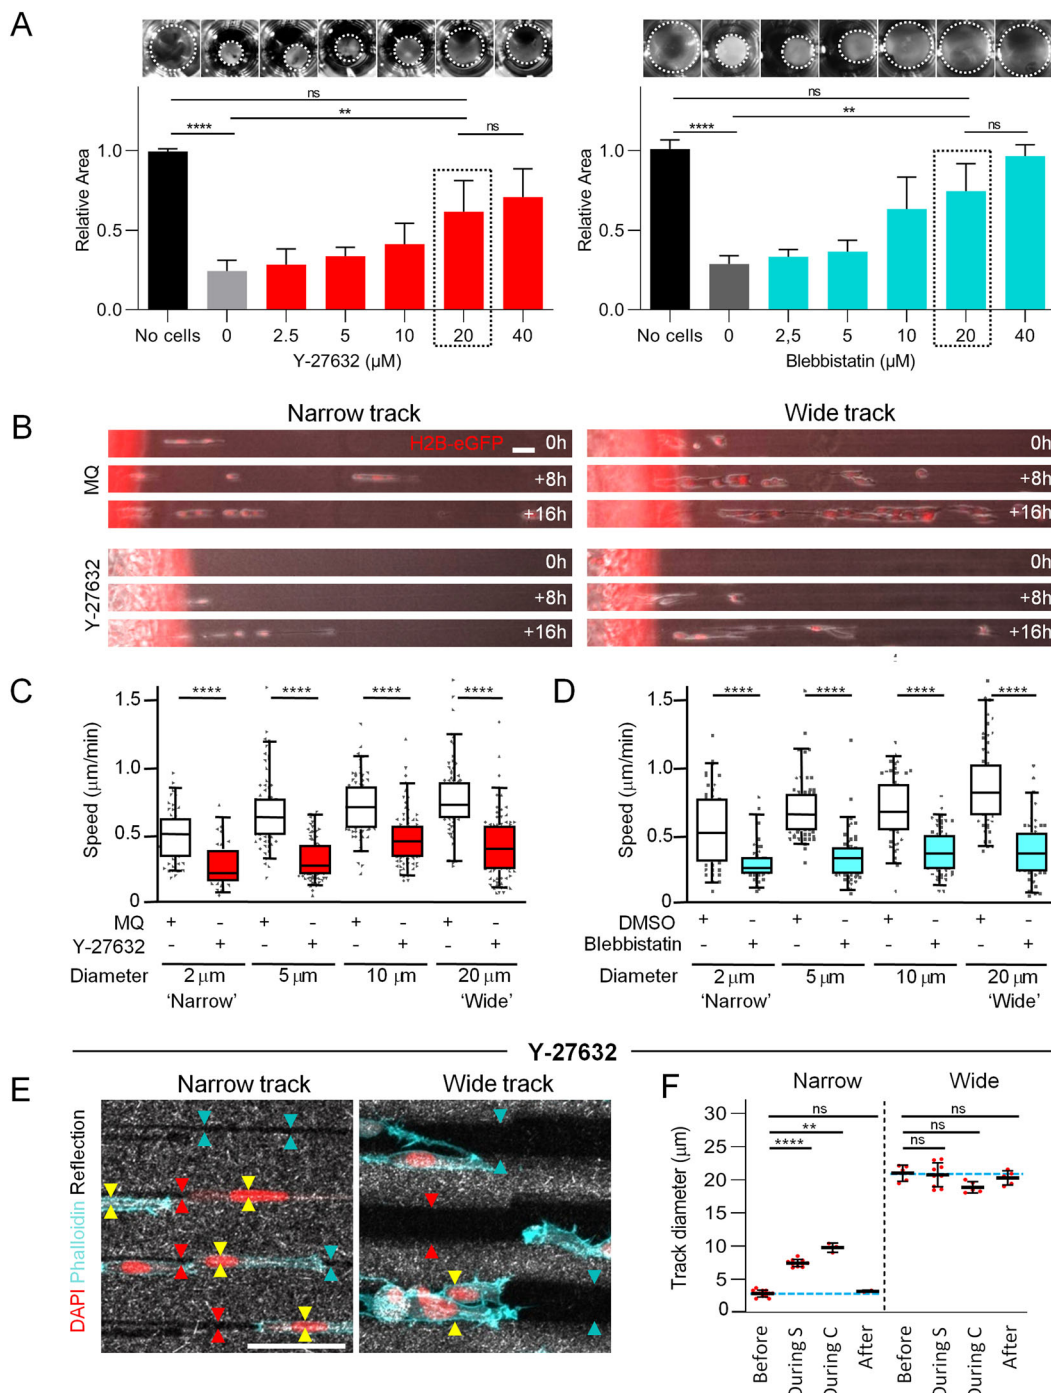 A
ns
**
****
ns
Relative Area
1.0
0.5
0.0
No cells 0 2.5 5 10 20 40
Y-27632 (µM)
ns
**
****
ns
Relative Area
1.0
0.5
0.0
No cells 0 2,5 5 10 20 40
Blebbistatin (µM)
B
Narrow track
Wide track
MQ
H2B-eGFP
0h
+8h
+16h
0h
+8h
+16h
Y-27632
0h
+8h
+16h
0h
+8h
+16h
C
**** **** **** ****
Speed (µm/min)
1.5
1.0
0.5
0
MQ + - + - + - + -
Y-27632 - + - + - + - +
Diameter 2 µm 5 µm 10 µm 20 µm
'Narrow' 'Wide'
D
**** **** **** ****
Speed (µm/min)
1.5
1.0
0.5
0
DMSO + - + - + - + -
Blebbistatin - + - + - + - +
Diameter 2 µm 5 µm 10 µm 20 µm
'Narrow' 'Wide'
Y-27632
E
Narrow track
Wide track
DAPI Phalloidin Reflection
F
Narrow Wide
ns
**
****
ns
ns
ns
Track diameter (µm)
30
20
10
5
0
Before
During S
During C
After
Before
During S
During C
After